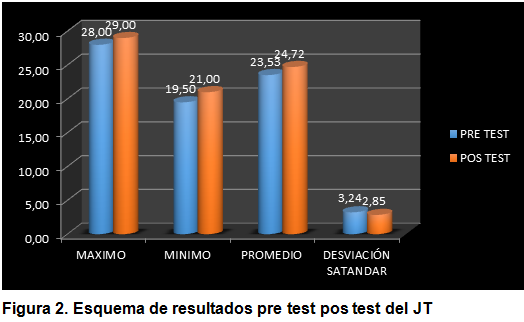 30,00
25,00
20,00
15,00
10,00
5,00
0,00
28,00 29,00
19,50 21,00
23,53 24,72
3,24 2,85
MAXIMO MINIMO PROMEDIO DESVIACIÓN
SATANDAR
PRE TEST
POS TEST
Figura 2. Esquema de resultados pre test pos test del JT